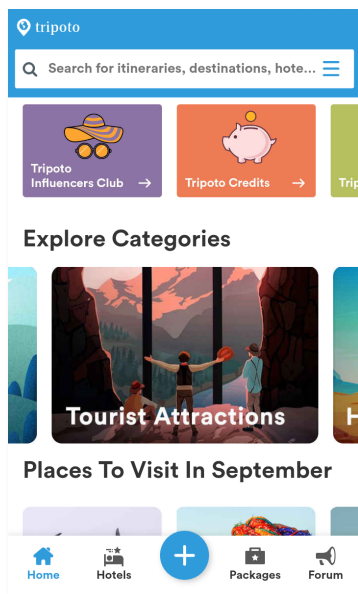 tripoto
Search for itineraries, destinations, hote...
Tripoto
Influencers Club →
Tripoto Credits →
Trip
Explore Categories
Tourist Attractions
H
Places To Visit In September
Home
Hotels
Packages
Forum